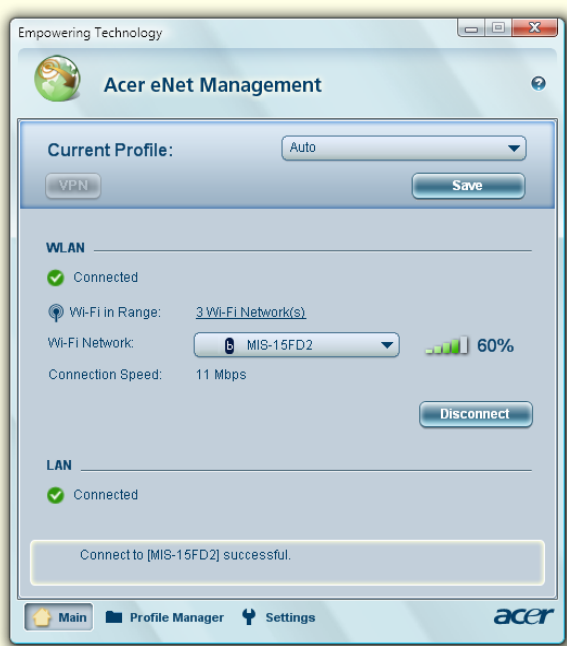 Empowering Technology
Acer eNet Management
Current Profile: Auto
VPN Save
WLAN
Connected
Wi-Fi in Range: 3 Wi-Fi Network(s)
Wi-Fi Network: b MIS-15FD2 60%
Connection Speed: 11 Mbps
Disconnect
LAN
Connected
Connect to [MIS-15FD2] successful.
Main Profile Manager Settings acer